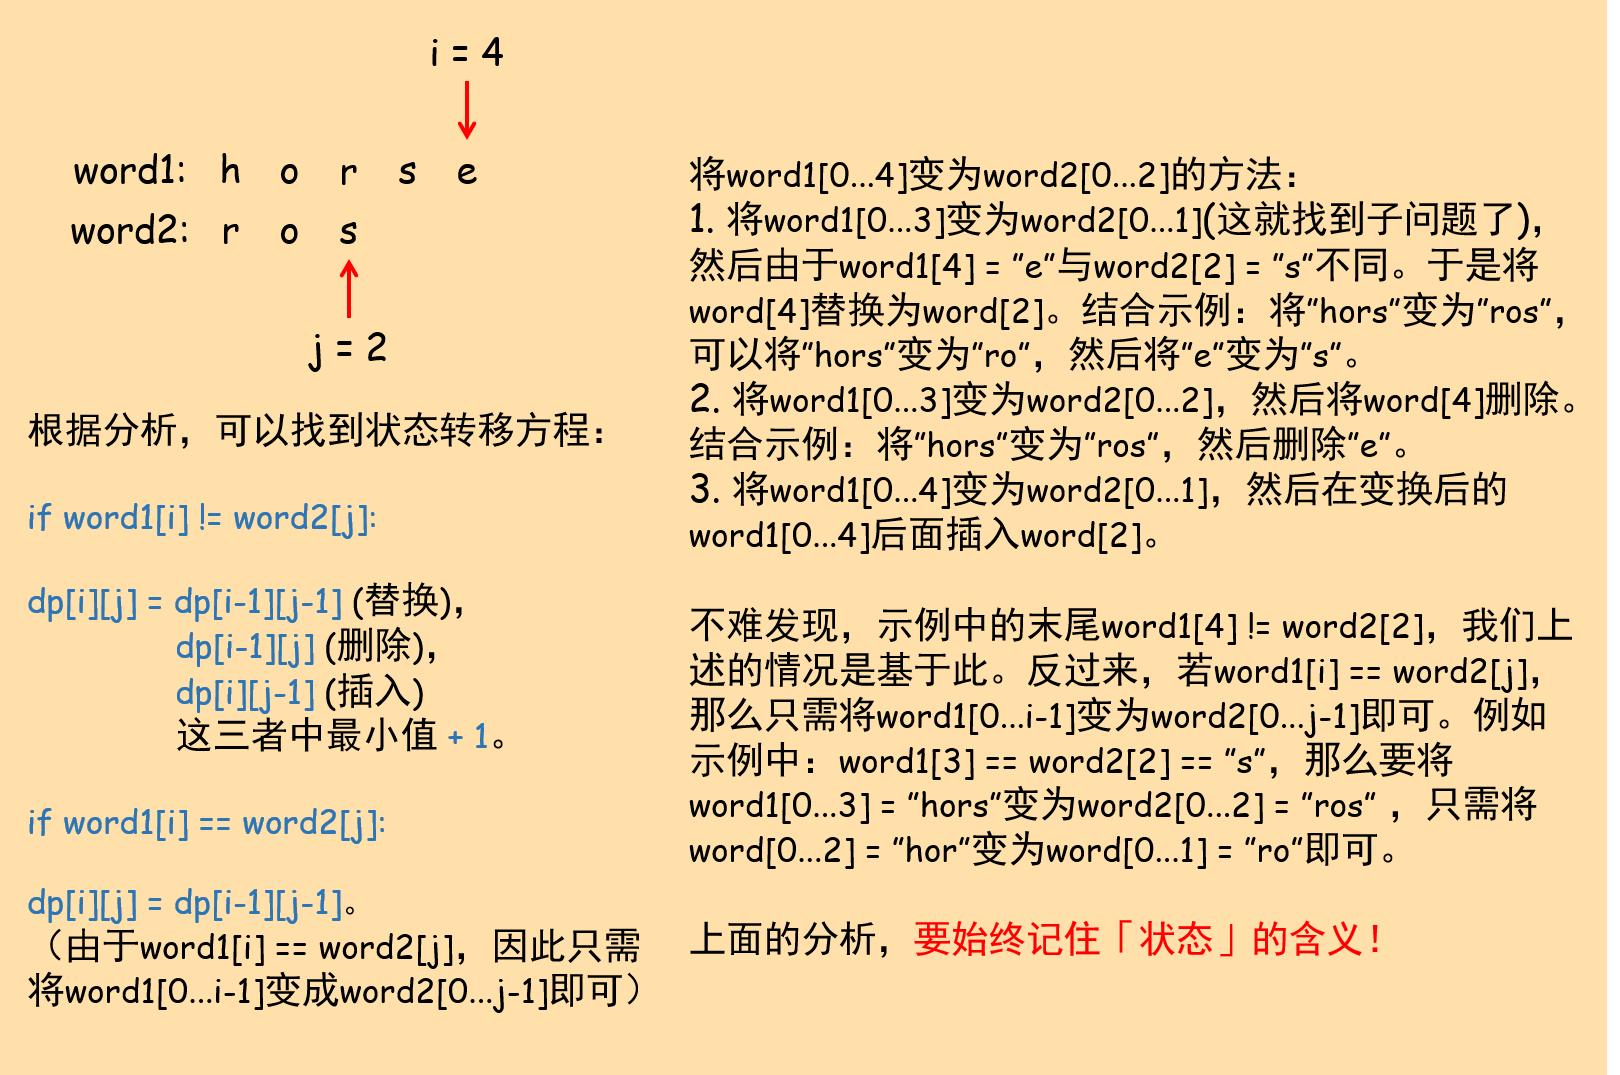 i = 4
word1: h o r s e
word2: r o s
j = 2
根据分析，可以找到状态转移方程：
if word1[i] != word2[j]:
dp[i][j] = dp[i-1][j-1] (替换)，
dp[i-1][j] (删除)，
dp[i][j-1] (插入)
这三者中最小值 + 1。
if word1[i] == word2[j]:
dp[i][j] = dp[i-1][j-1]。
（由于word1[i] == word2[j]，因此只需
将word1[0...i-1]变成word2[0...j-1]即可）
将word1[0...4]变为word2[0...2]的方法：
1. 将word1[0...3]变为word2[0...1](这就找到子问题了)，
然后由于word1[4] = "e"与word2[2] = "s"不同。于是将
word[4]替换为word[2]。结合示例：将"hors"变为"ros"，
可以将"hors"变为"ro"，然后将"e"变为"s"。
2. 将word1[0...3]变为word2[0...2]，然后将word[4]删除。
结合示例：将"hors"变为"ros"，然后删除"e"。
3. 将word1[0...4]变为word2[0...1]，然后在变换后的
word1[0...4]后面插入word[2]。
不难发现，示例中的末尾word1[4] != word2[2]，我们上
述的情况是基于此。反过来，若word1[i] == word2[j]，
那么只需将word1[0...i-1]变为word2[0...j-1]即可。例如
示例中：word1[3] == word2[2] == "s"，那么要将
word1[0...3] = "hors"变为word2[0...2] = "ros" ，只需将
word[0...2] = "hor"变为word[0...1] = "ro"即可。
上面的分析，要始终记住「状态」的含义！